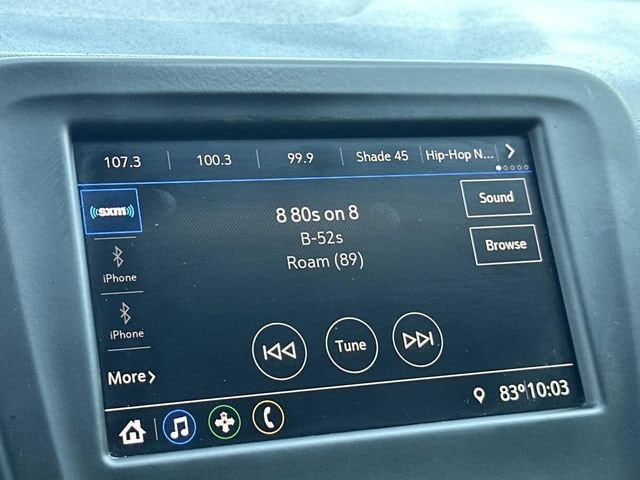 107.3 100.3 99.9 Shade 45 Hip-Hop N...
((sxm)) 8 80s on 8 Sound
B-52s Browse
Roam (89)
iPhone
iPhone
Tune
More
83° 10:03